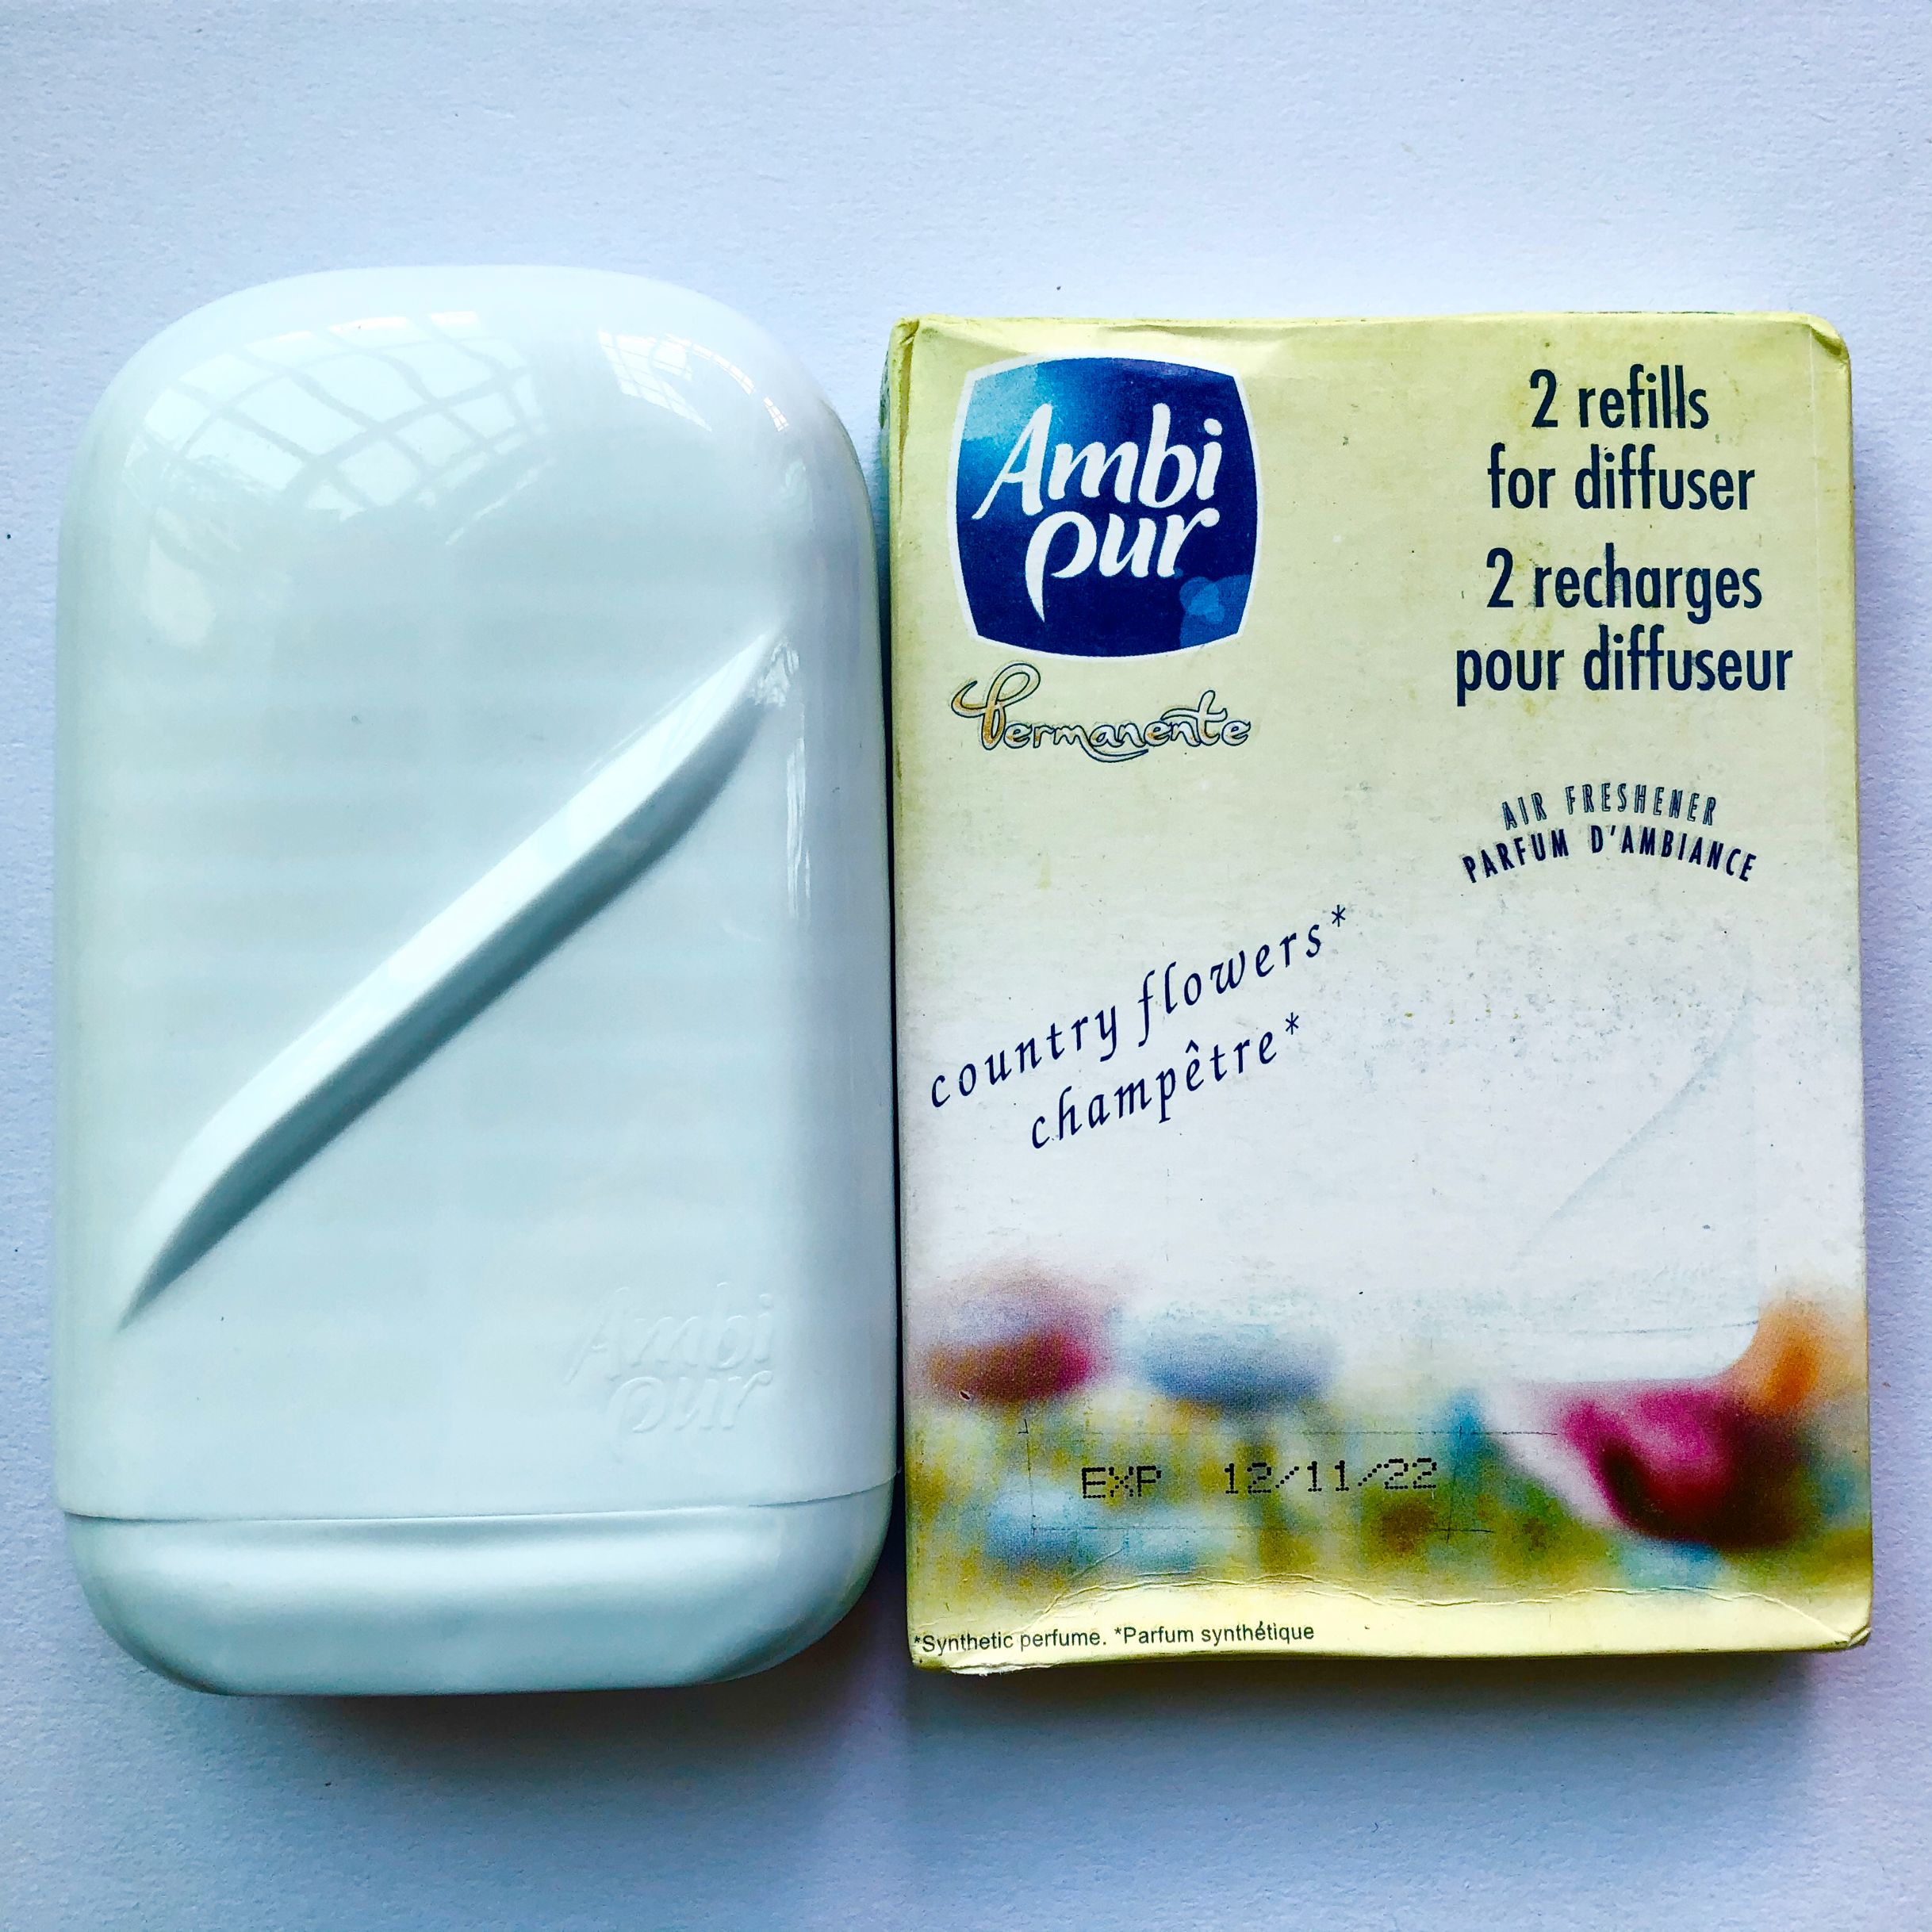 Ambi
pur
Ambi
pur
Permanente
2 refills
for diffuser
2 recharges
pour diffuseur
AIR FRESHENER
PARFUM D'AMBIANCE
country flowers*
champêtre*
EXP 12/11/22
*Synthetic perfume. *Parfum synthétique